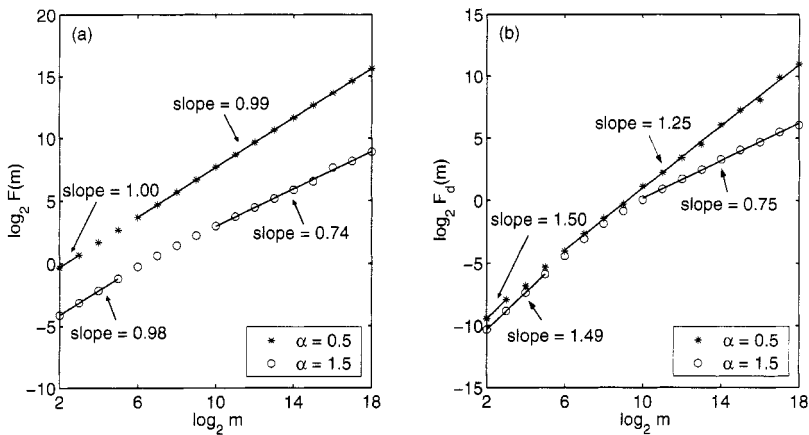 (a)
20
15
10
5
0
−5
−10
log2 F(m)
slope = 0.99
slope = 1.00
slope = 0.74
slope = 0.98
* α = 0.5
○ α = 1.5
2 6 10 14 18
log2 m
(b)
15
10
5
0
−5
−10
−15
log2 Fd(m)
slope = 1.25
slope = 0.75
slope = 1.50
slope = 1.49
* α = 0.5
○ α = 1.5
2 6 10 14 18
log2 m